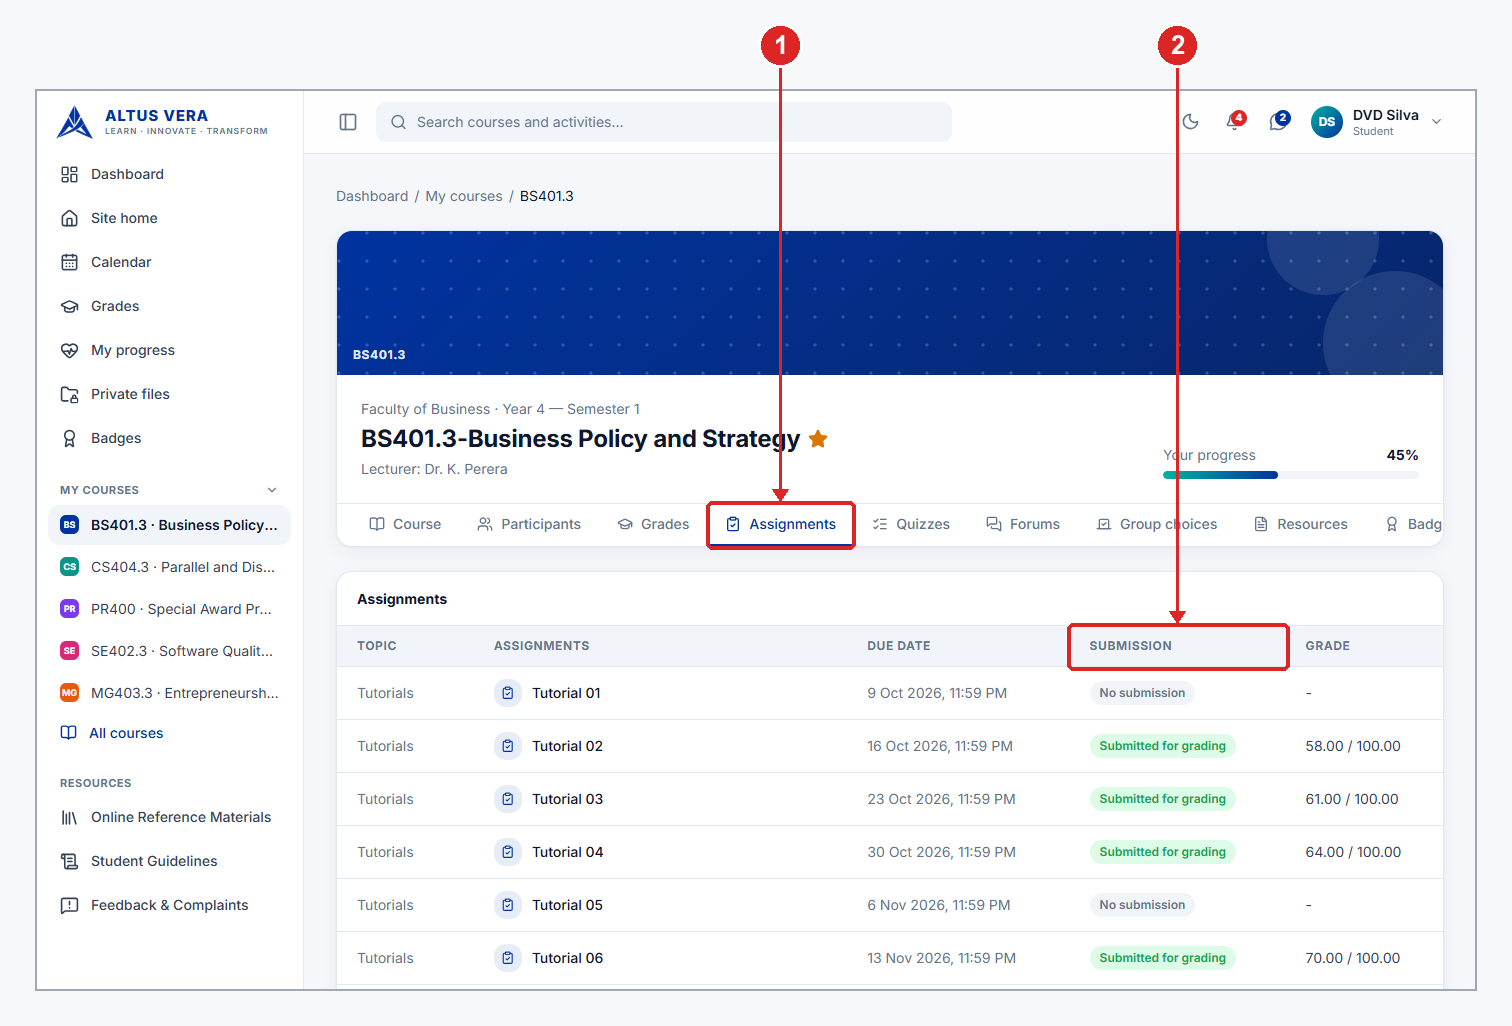 1
2
ALTUS VERA
LEARN · INNOVATE · TRANSFORM
Search courses and activities...
4
2
DS
DVD Silva
Student
Dashboard
Site home
Calendar
Grades
My progress
Private files
Badges
MY COURSES
BS
BS401.3 · Business Policy...
CS
CS404.3 · Parallel and Dis...
PR
PR400 · Special Award Pr...
SE
SE402.3 · Software Qualit...
MG
MG403.3 · Entrepreneursh...
All courses
RESOURCES
Online Reference Materials
Student Guidelines
Feedback & Complaints
Dashboard / My courses / BS401.3
BS401.3
Faculty of Business · Year 4 — Semester 1
BS401.3-Business Policy and Strategy
Lecturer: Dr. K. Perera
Your progress 45%
Course Participants Grades Assignments Quizzes Forums Group choices Resources Badg
Assignments
TOPIC ASSIGNMENTS DUE DATE SUBMISSION GRADE
Tutorials Tutorial 01 9 Oct 2026, 11:59 PM No submission -
Tutorials Tutorial 02 16 Oct 2026, 11:59 PM Submitted for grading 58.00 / 100.00
Tutorials Tutorial 03 23 Oct 2026, 11:59 PM Submitted for grading 61.00 / 100.00
Tutorials Tutorial 04 30 Oct 2026, 11:59 PM Submitted for grading 64.00 / 100.00
Tutorials Tutorial 05 6 Nov 2026, 11:59 PM No submission -
Tutorials Tutorial 06 13 Nov 2026, 11:59 PM Submitted for grading 70.00 / 100.00